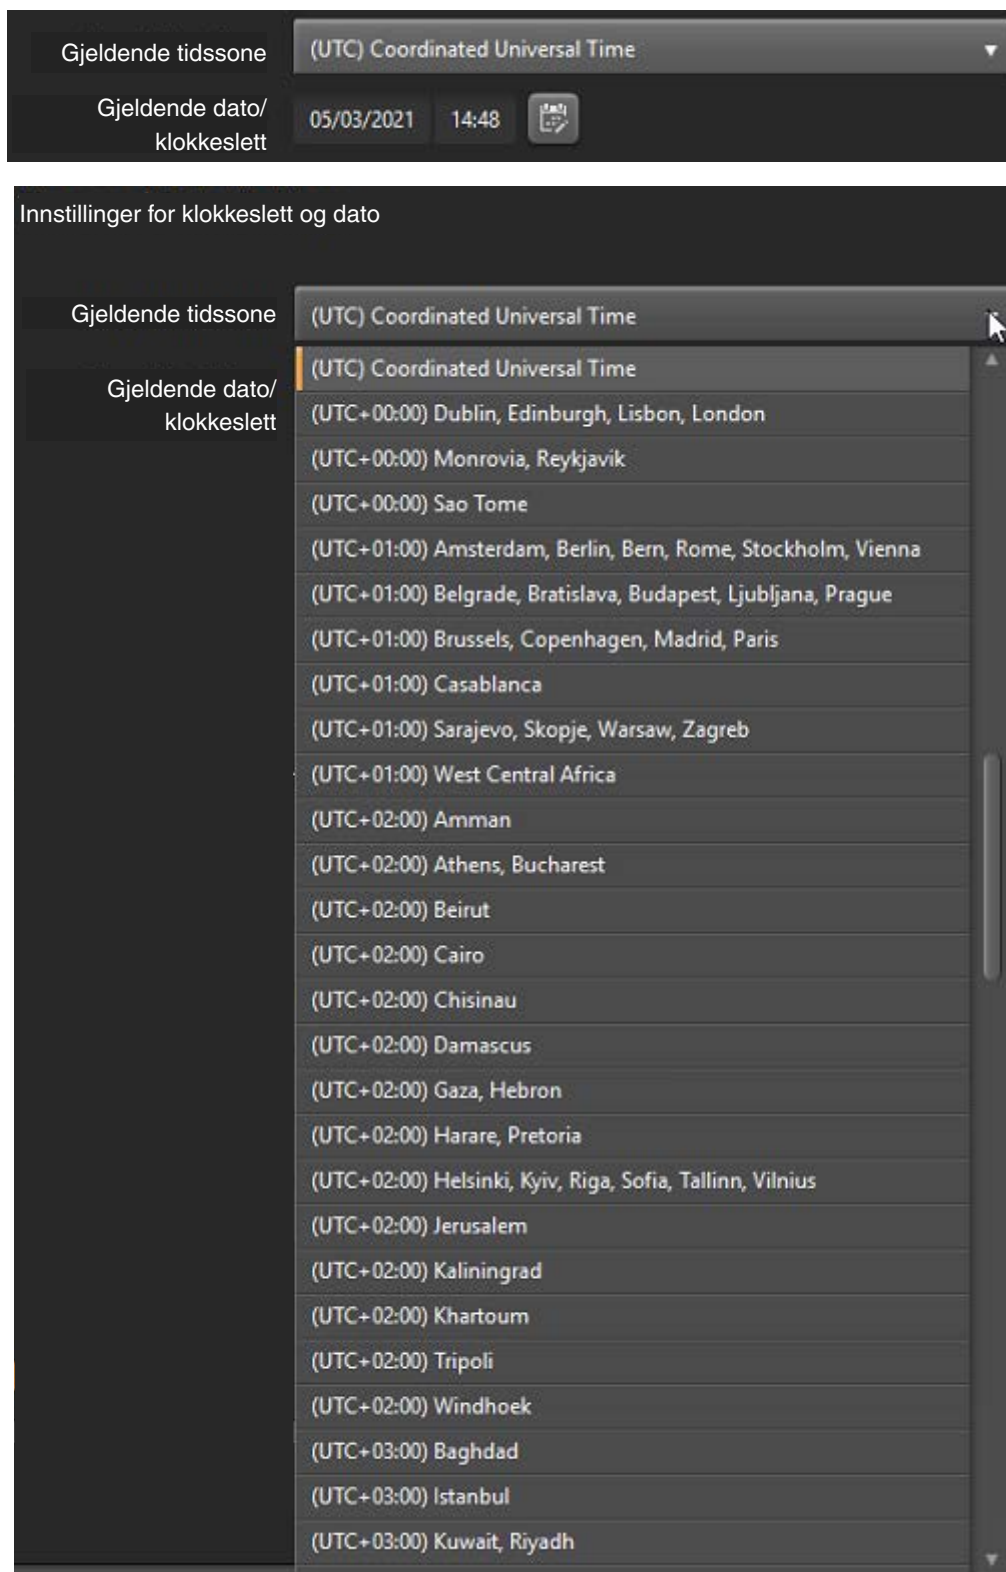 Gjeldende tidssone
(UTC) Coordinated Universal Time
Gjeldende dato/
klokkeslett
05/03/2021 14:48
Innstillinger for klokkeslett og dato
Gjeldende tidssone
(UTC) Coordinated Universal Time
Gjeldende dato/
klokkeslett
(UTC) Coordinated Universal Time
(UTC+00:00) Dublin, Edinburgh, Lisbon, London
(UTC+00:00) Monrovia, Reykjavik
(UTC+00:00) Sao Tome
(UTC+01:00) Amsterdam, Berlin, Bern, Rome, Stockholm, Vienna
(UTC+01:00) Belgrade, Bratislava, Budapest, Ljubljana, Prague
(UTC+01:00) Brussels, Copenhagen, Madrid, Paris
(UTC+01:00) Casablanca
(UTC+01:00) Sarajevo, Skopje, Warsaw, Zagreb
(UTC+01:00) West Central Africa
(UTC+02:00) Amman
(UTC+02:00) Athens, Bucharest
(UTC+02:00) Beirut
(UTC+02:00) Cairo
(UTC+02:00) Chisinau
(UTC+02:00) Damascus
(UTC+02:00) Gaza, Hebron
(UTC+02:00) Harare, Pretoria
(UTC+02:00) Helsinki, Kyiv, Riga, Sofia, Tallinn, Vilnius
(UTC+02:00) Jerusalem
(UTC+02:00) Kaliningrad
(UTC+02:00) Khartoum
(UTC+02:00) Tripoli
(UTC+02:00) Windhoek
(UTC+03:00) Baghdad
(UTC+03:00) Istanbul
(UTC+03:00) Kuwait, Riyadh